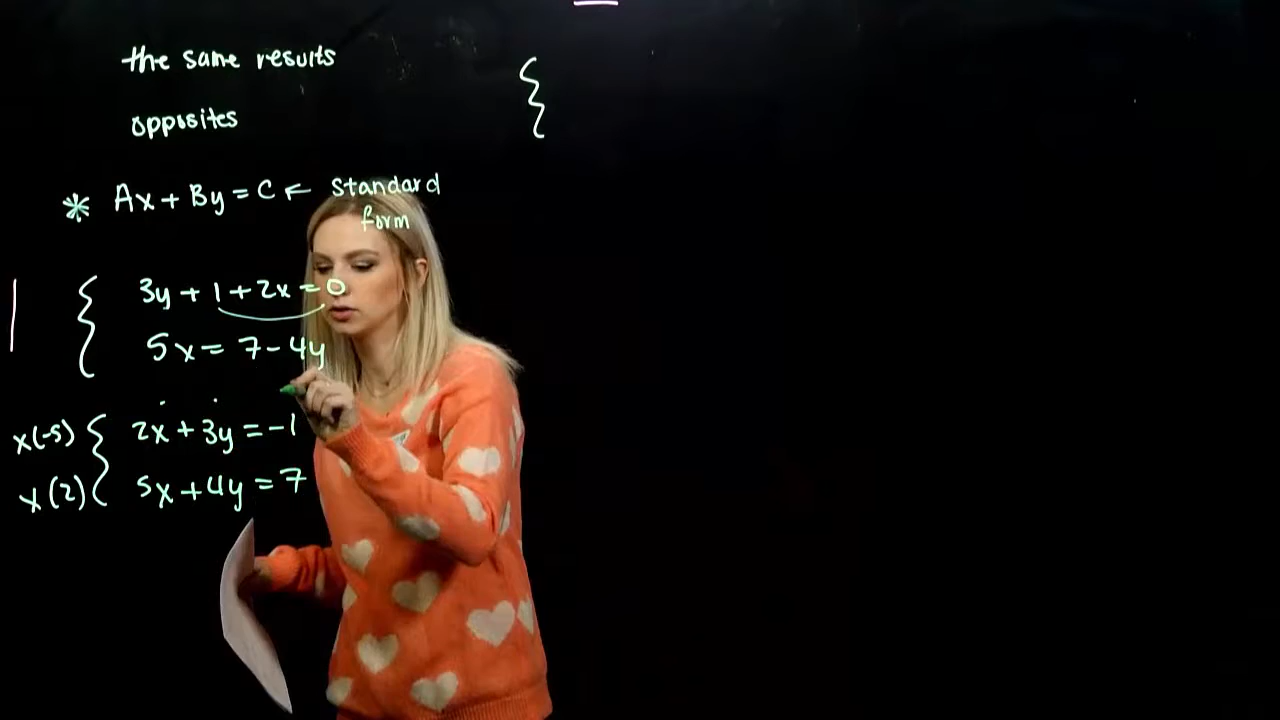 the same results
opposites
* Ax + By = C ← standard
form
3y + 1 + 2x = 0
5x = 7 - 4y
x(-5) { 2x + 3y = -1
x(2) 5x + 4y = 7